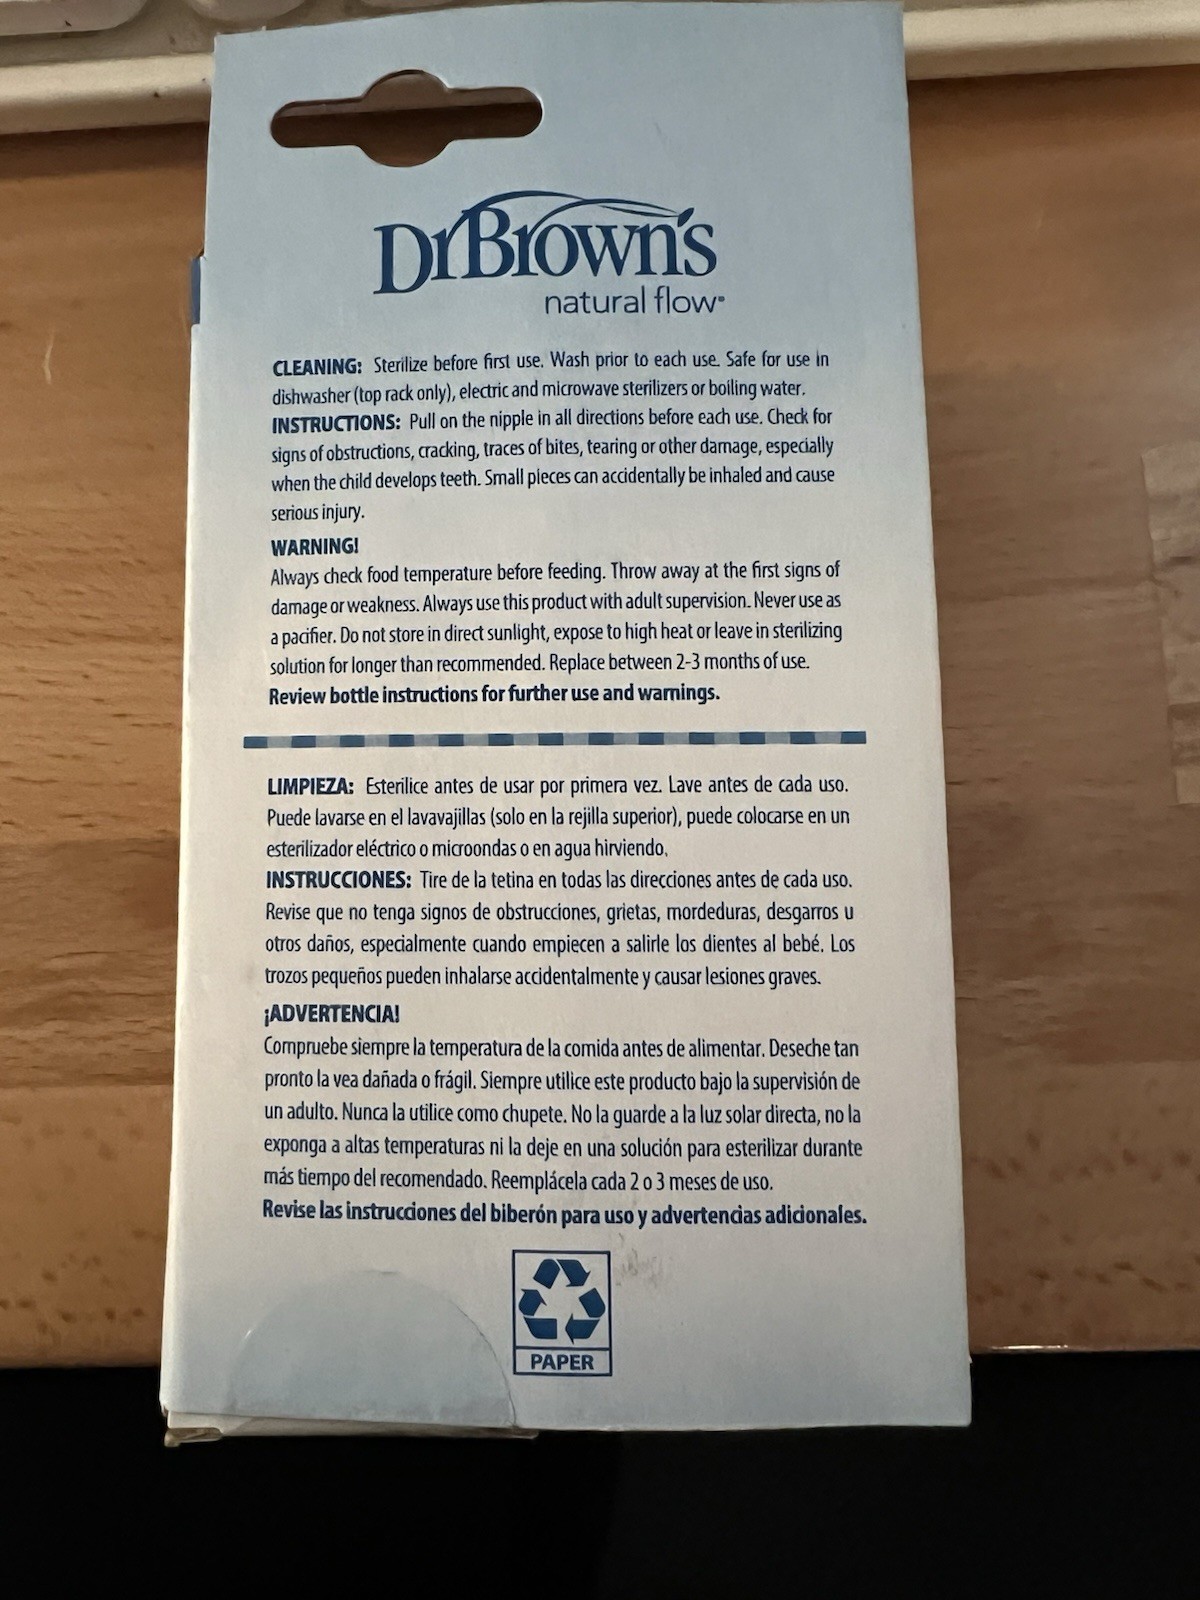 Dr Brown's
natural flow®
CLEANING: Sterilize before first use. Wash prior to each use. Safe for use in
dishwasher (top rack only), electric and microwave sterilizers or boiling water.
INSTRUCTIONS: Pull on the nipple in all directions before each use. Check for
signs of obstructions, cracking, traces of bites, tearing or other damage, especially
when the child develops teeth. Small pieces can accidentally be inhaled and cause
serious injury.
WARNING!
Always check food temperature before feeding. Throw away at the first signs of
damage or weakness. Always use this product with adult supervision. Never use as
a pacifier. Do not store in direct sunlight, expose to high heat or leave in sterilizing
solution for longer than recommended. Replace between 2-3 months of use.
Review bottle instructions for further use and warnings.
LIMPIEZA: Esterilice antes de usar por primera vez. Lave antes de cada uso.
Puede lavarse en el lavavajillas (solo en la rejilla superior), puede colocarse en un
esterilizador eléctrico o microondas o en agua hirviendo.
INSTRUCCIONES: Tire de la tetina en todas las direcciones antes de cada uso.
Revise que no tenga signos de obstrucciones, grietas, mordeduras, desgarros u
otros daños, especialmente cuando empiecen a salirle los dientes al bebé. Los
trozos pequeños pueden inhalarse accidentalmente y causar lesiones graves.
¡ADVERTENCIA!
Compruebe siempre la temperatura de la comida antes de alimentar. Deseche tan
pronto la vea dañada o frágil. Siempre utilice este producto bajo la supervisión de
un adulto. Nunca la utilice como chupete. No la guarde a la luz solar directa, no la
exponga a altas temperaturas ni la deje en una solución para esterilizar durante
más tiempo del recomendado. Reemplácela cada 2 o 3 meses de uso.
Revise las instrucciones del biberón para uso y advertencias adicionales.
PAPER